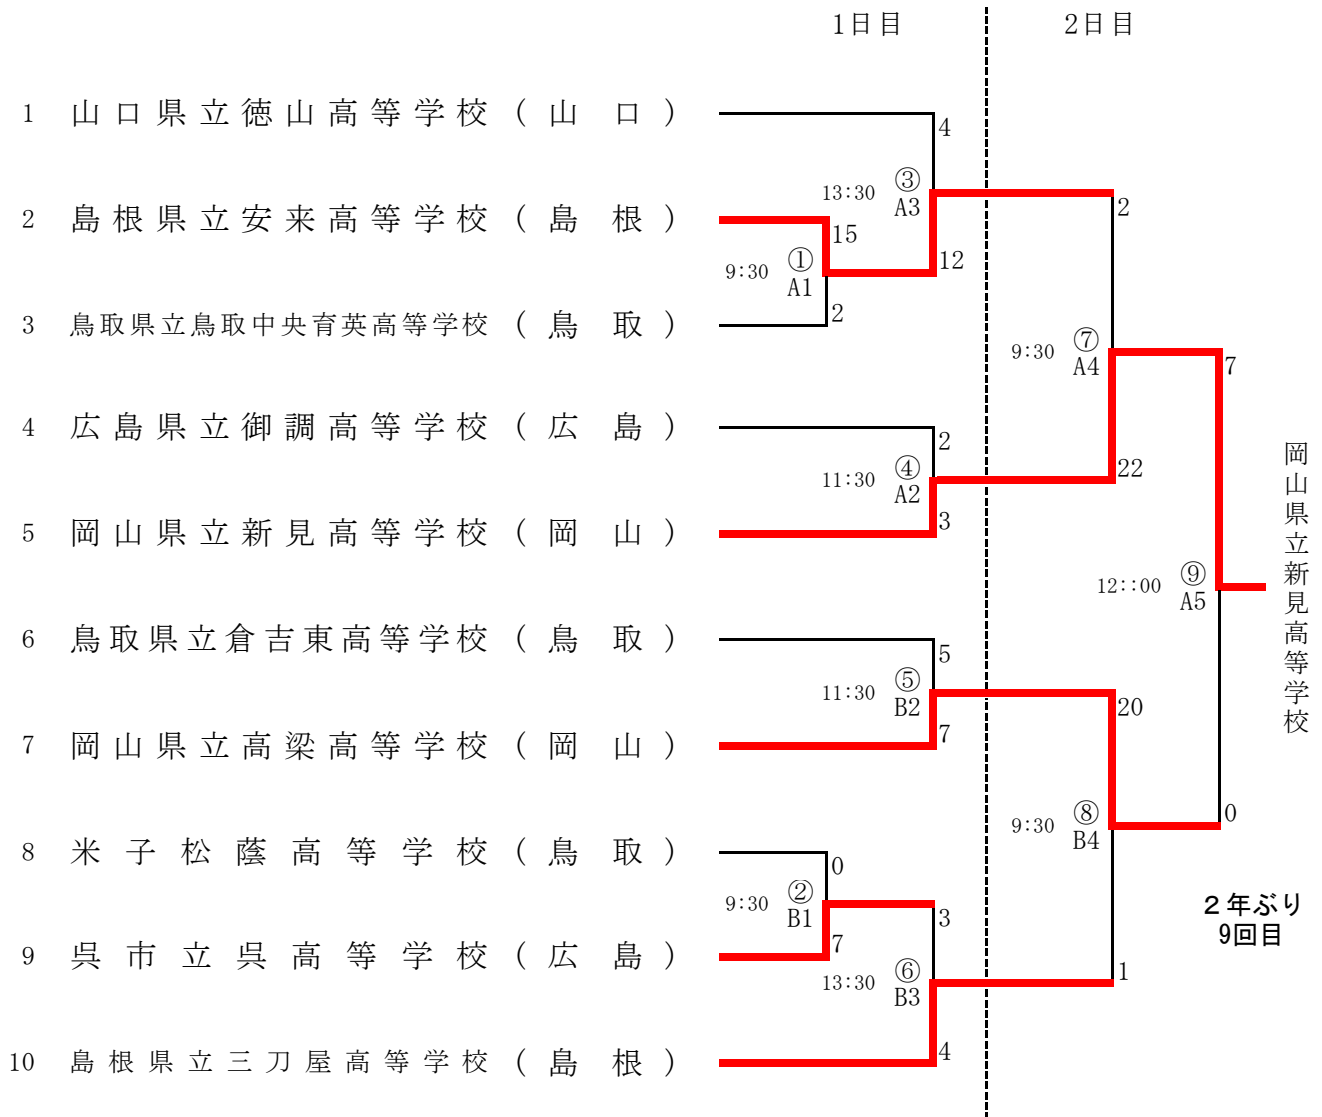 1日目
2日目
1 山口県立徳山高等学校 ( 山 口 )
4
13:30 ③
A3
2 島根県立安来高等学校 ( 島 根 )
15
2
9:30 ①
A1
12
3 鳥取県立鳥取中央育英高等学校 ( 鳥 取 )
2
9:30 ⑦
A4
7
4 広島県立御調高等学校 ( 広 島 )
2
11:30 ④
A2
22
5 岡山県立新見高等学校 ( 岡 山 )
3
岡山県立新見高等学校
12::00 ⑨
A5
6 鳥取県立倉吉東高等学校 ( 鳥 取 )
5
11:30 ⑤
B2
20
7 岡山県立高梁高等学校 ( 岡 山 )
7
9:30 ⑧
B4
0
8 米子松蔭高等学校 ( 鳥 取 )
0
9:30 ②
B1
3
2年ぶり
9回目
9 呉市立呉高等学校 ( 広 島 )
7
13:30 ⑥
B3
1
10 島根県立三刀屋高等学校 ( 島 根 )
4